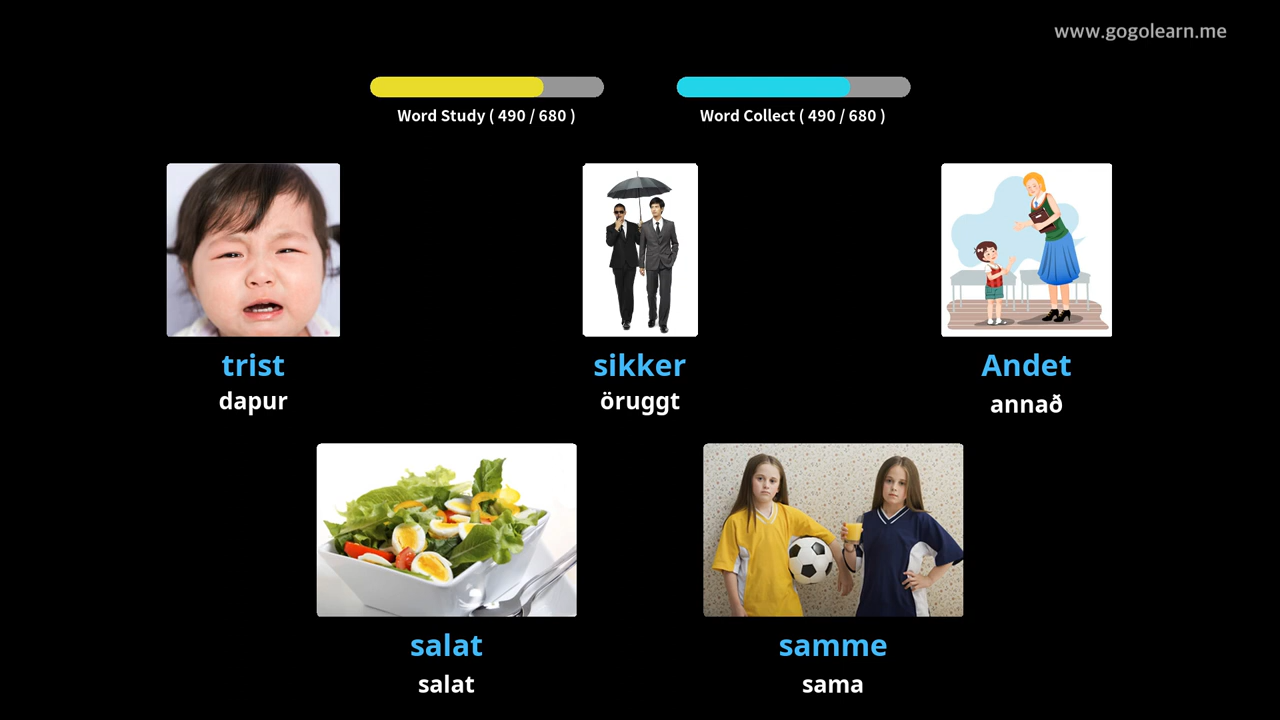 www.gogolearn.me
Word Study ( 490 / 680 )
Word Collect ( 490 / 680 )
trist
dapur
sikker
öruggt
Andet
annað
salat
salat
samme
sama